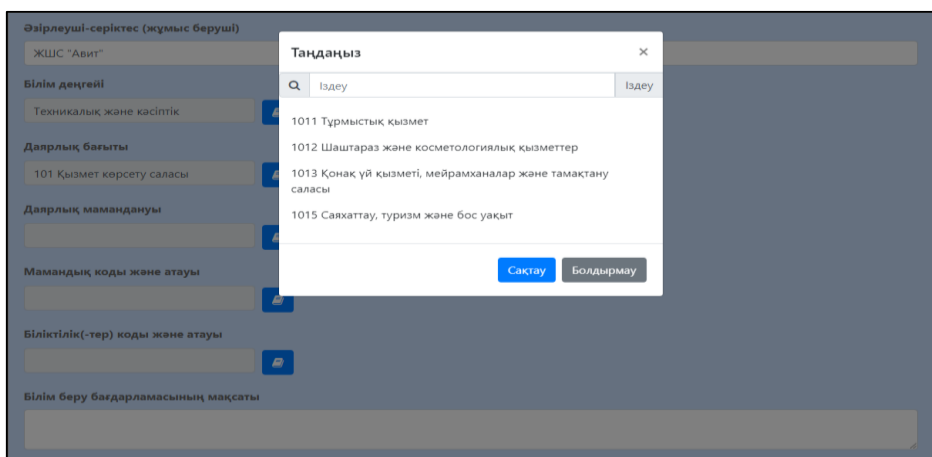 Әзірлеуші-серіктес (жұмыс беруші)
ЖШС "Авит"
Білім деңгейі
Техникалық және кәсіптік
Даярлық бағыты
101 Қызмет көрсету саласы
Даярлық мамандануы
Мамандық коды және атауы
Біліктілік(-тер) коды және атауы
Білім беру бағдарламасының мақсаты
Таңдаңыз
×
Іздеу
Іздеу
1011 Тұрмыстық қызмет
1012 Шаштараз және косметологиялық қызметтер
1013 Қонақ үй қызметі, мейрамханалар және тамақтану
саласы
1015 Саяхаттау, туризм және бос уақыт
Сақтау
Болдырмау